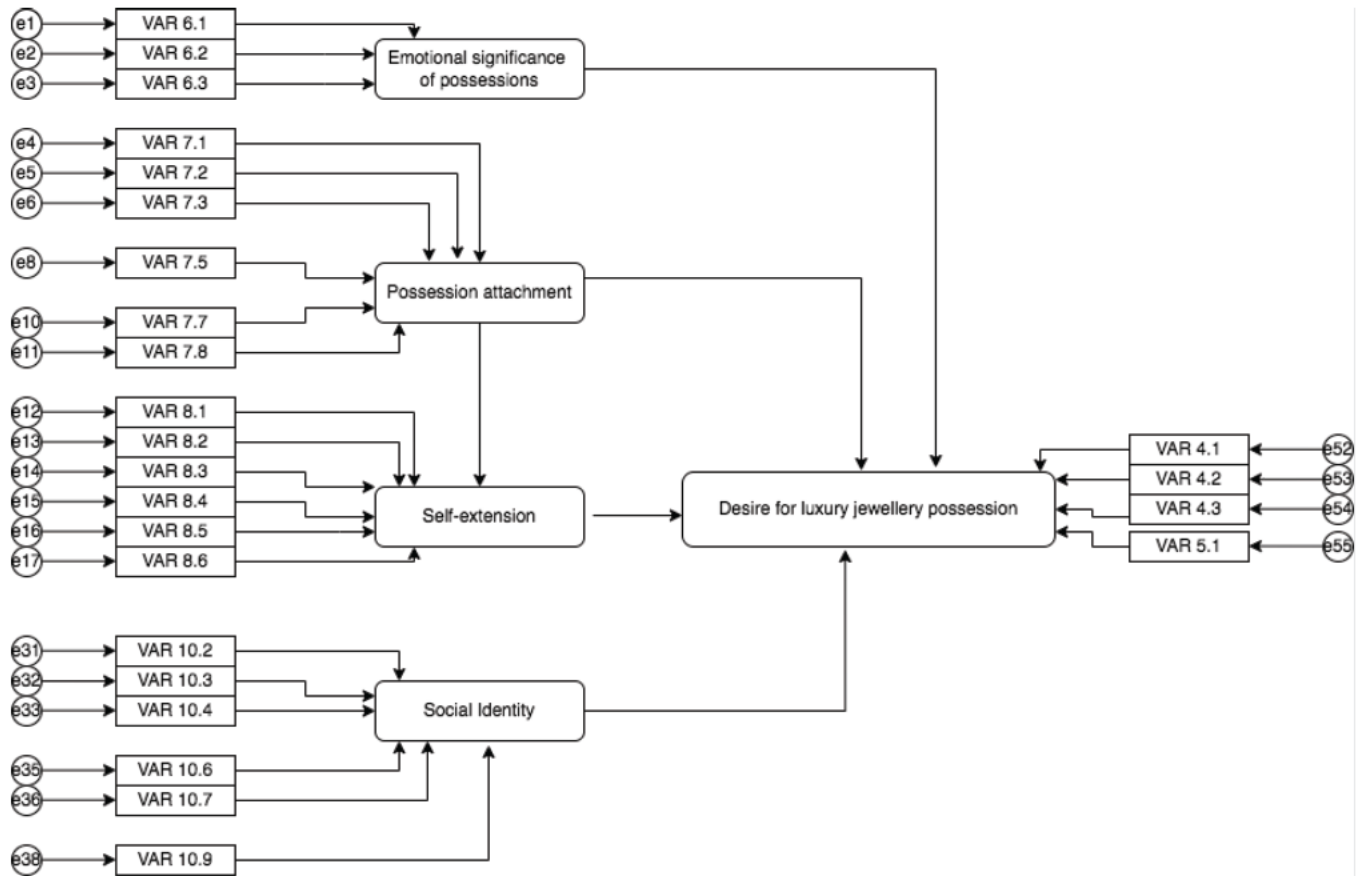 e1
VAR 6.1
e2
VAR 6.2
e3
VAR 6.3
Emotional significance
of possessions
e4
VAR 7.1
e5
VAR 7.2
e6
VAR 7.3
e8
VAR 7.5
Possession attachment
e10
VAR 7.7
e11
VAR 7.8
e12
VAR 8.1
e13
VAR 8.2
e14
VAR 8.3
e15
VAR 8.4
e16
VAR 8.5
e17
VAR 8.6
Self-extension
Desire for luxury jewellery possession
VAR 4.1
e52
VAR 4.2
e53
VAR 4.3
e54
VAR 5.1
e55
e31
VAR 10.2
e32
VAR 10.3
e33
VAR 10.4
Social Identity
e35
VAR 10.6
e36
VAR 10.7
e38
VAR 10.9